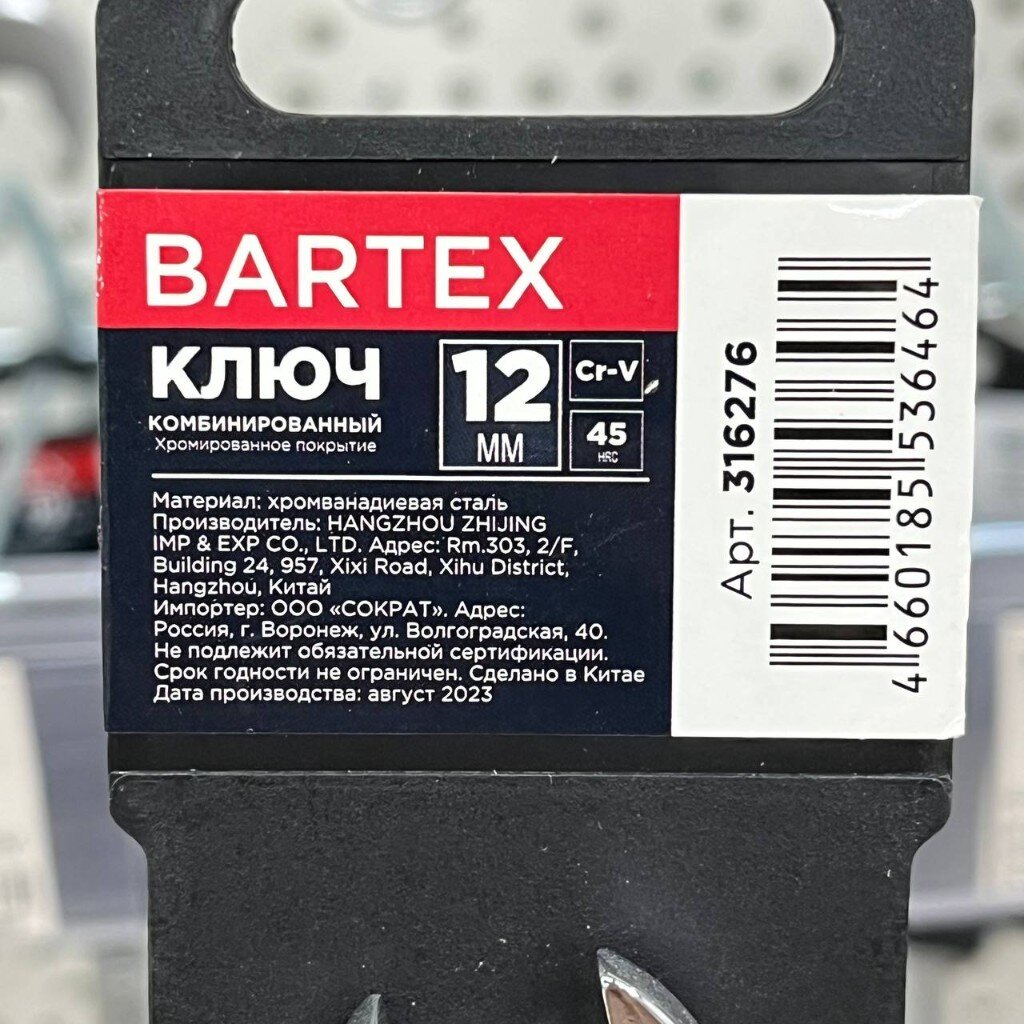 BARTEX
КЛЮЧ
КОМБИНИРОВАННЫЙ
Хромированное покрытие
12
ММ
Cr-V
45
HRC
Материал: хромванадиевая сталь
Производитель: HANGZHOU ZHIJING
IMP & EXP CO., LTD. Адрес: Rm.303, 2/F,
Building 24, 957, Xixi Road, Xihu District,
Hangzhou, Китай
Импортер: ООО «СОКРАТ». Адрес:
Россия, г. Воронеж, ул. Волгоградская, 40.
Не подлежит обязательной сертификации.
Срок годности не ограничен. Сделано в Китае
Дата производства: август 2023
Арт. 316276
4660185536464